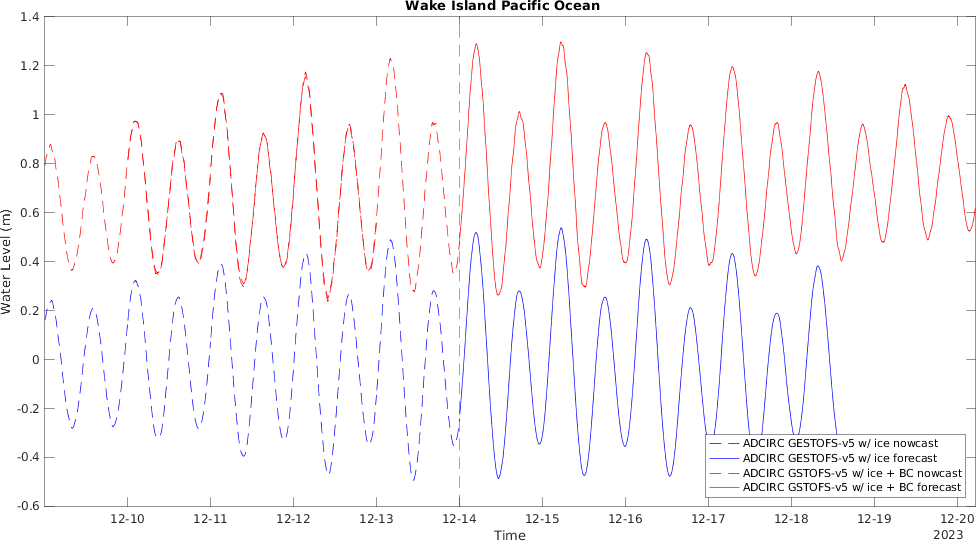 Wake Island Pacific Ocean
1.4
1.2
1
0.8
0.6
0.4
0.2
0
-0.2
-0.4
-0.6
Water Level (m)
12-10 12-11 12-12 12-13 12-14 12-15 12-16 12-17 12-18 12-19 12-20
Time
2023
ADCIRC GESTOFS-v5 w/ ice nowcast
ADCIRC GESTOFS-v5 w/ ice forecast
ADCIRC GSTOFS-v5 w/ ice + BC nowcast
ADCIRC GSTOFS-v5 w/ ice + BC forecast